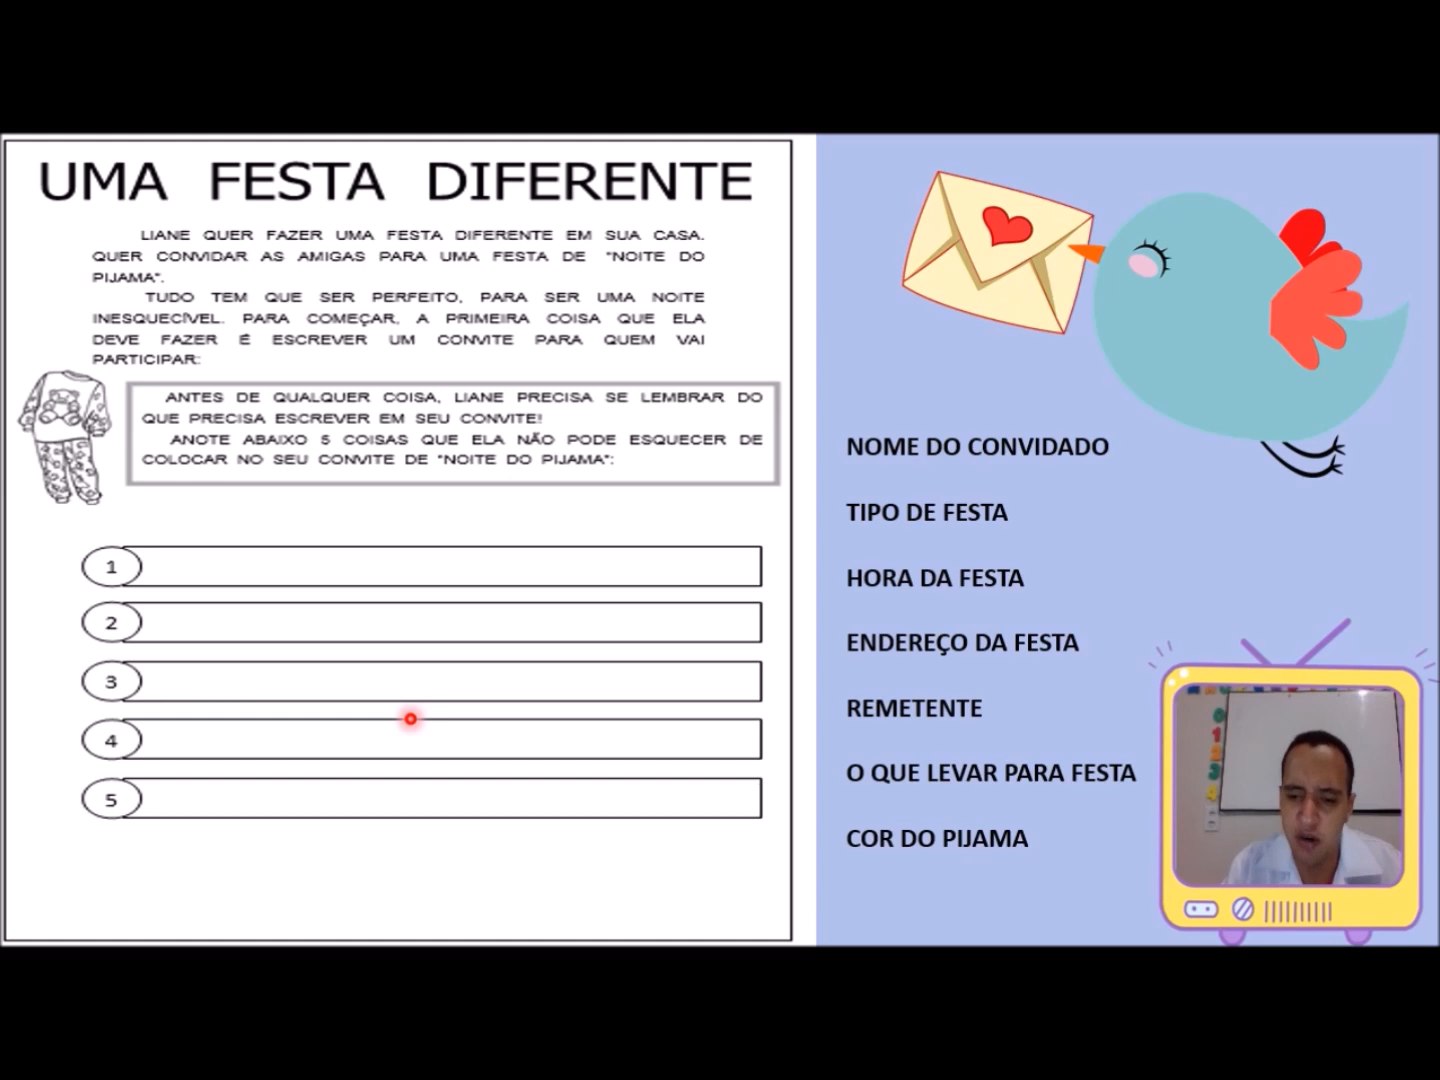 UMA FESTA DIFERENTE
LIANE QUER FAZER UMA FESTA DIFERENTE EM SUA CASA.
QUER CONVIDAR AS AMIGAS PARA UMA FESTA DE "NOITE DO
PIJAMA".
TUDO TEM QUE SER PERFEITO, PARA SER UMA NOITE
INESQUECÍVEL. PARA COMEÇAR, A PRIMEIRA COISA QUE ELA
DEVE FAZER É ESCREVER UM CONVITE PARA QUEM VAI
PARTICIPAR:
ANTES DE QUALQUER COISA, LIANE PRECISA SE LEMBRAR DO
QUE PRECISA ESCREVER EM SEU CONVITE!
ANOTE ABAIXO 5 COISAS QUE ELA NÃO PODE ESQUECER DE
COLOCAR NO SEU CONVITE DE "NOITE DO PIJAMA":
1
2
3
4
5
NOME DO CONVIDADO
TIPO DE FESTA
HORA DA FESTA
ENDEREÇO DA FESTA
REMETENTE
O QUE LEVAR PARA FESTA
COR DO PIJAMA
0
1
2
3
4